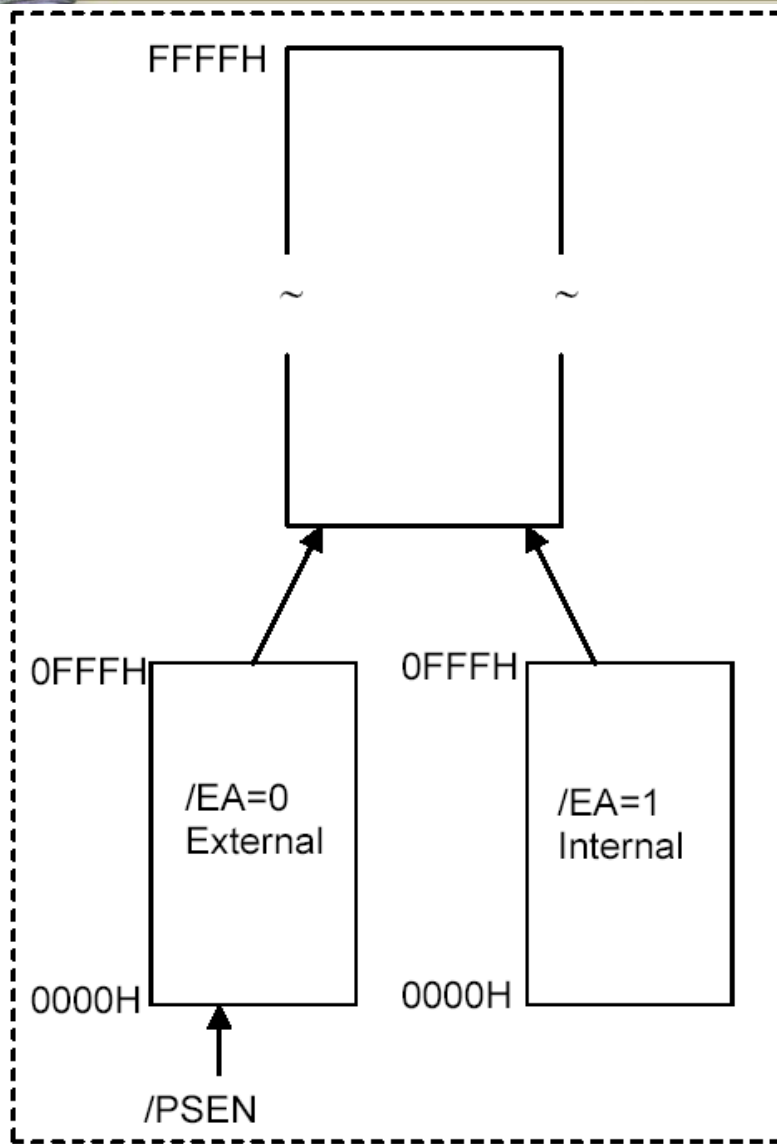 FFFFH
~ ~
0FFFH
0FFFH
/EA=0
External
/EA=1
Internal
0000H
0000H
/PSEN